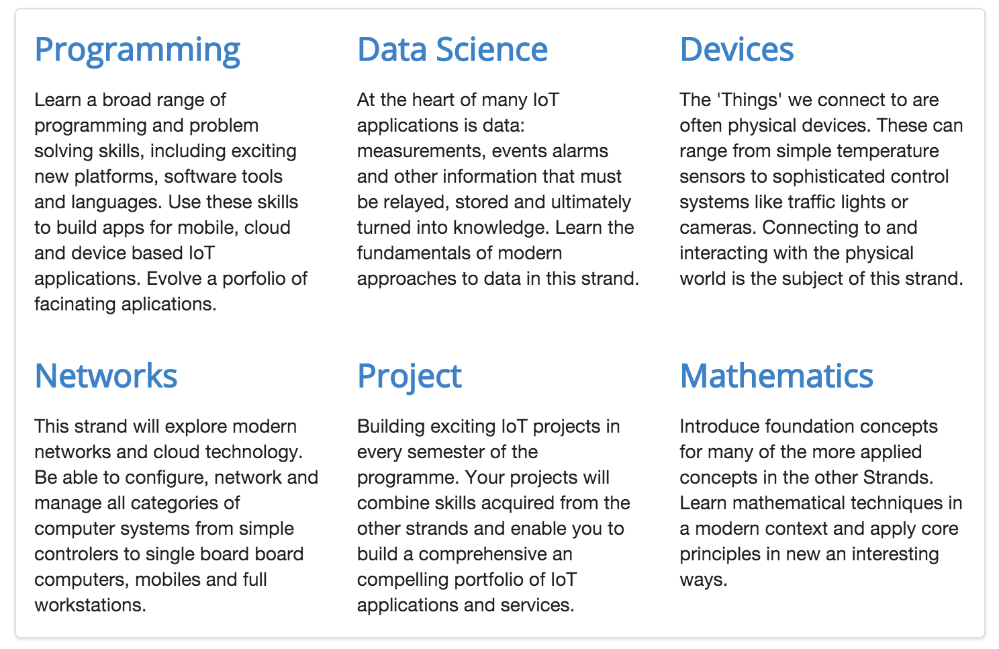 Programming
Learn a broad range of
programming and problem
solving skills, including exciting
new platforms, software tools
and languages. Use these skills
to build apps for mobile, cloud
and device based IoT
applications. Evolve a porfolio of
facinating aplications.
Data Science
At the heart of many IoT
applications is data:
measurements, events alarms
and other information that must
be relayed, stored and ultimately
turned into knowledge. Learn the
fundamentals of modern
approaches to data in this strand.
Devices
The 'Things' we connect to are
often physical devices. These can
range from simple temperature
sensors to sophisticated control
systems like traffic lights or
cameras. Connecting to and
interacting with the physical
world is the subject of this strand.
Networks
This strand will explore modern
networks and cloud technology.
Be able to configure, network and
manage all categories of
computer systems from simple
controlers to single board board
computers, mobiles and full
workstations.
Project
Building exciting IoT projects in
every semester of the
programme. Your projects will
combine skills acquired from the
other strands and enable you to
build a comprehensive an
compelling portfolio of IoT
applications and services.
Mathematics
Introduce foundation concepts
for many of the more applied
concepts in the other Strands.
Learn mathematical techniques in
a modern context and apply core
principles in new an interesting
ways.